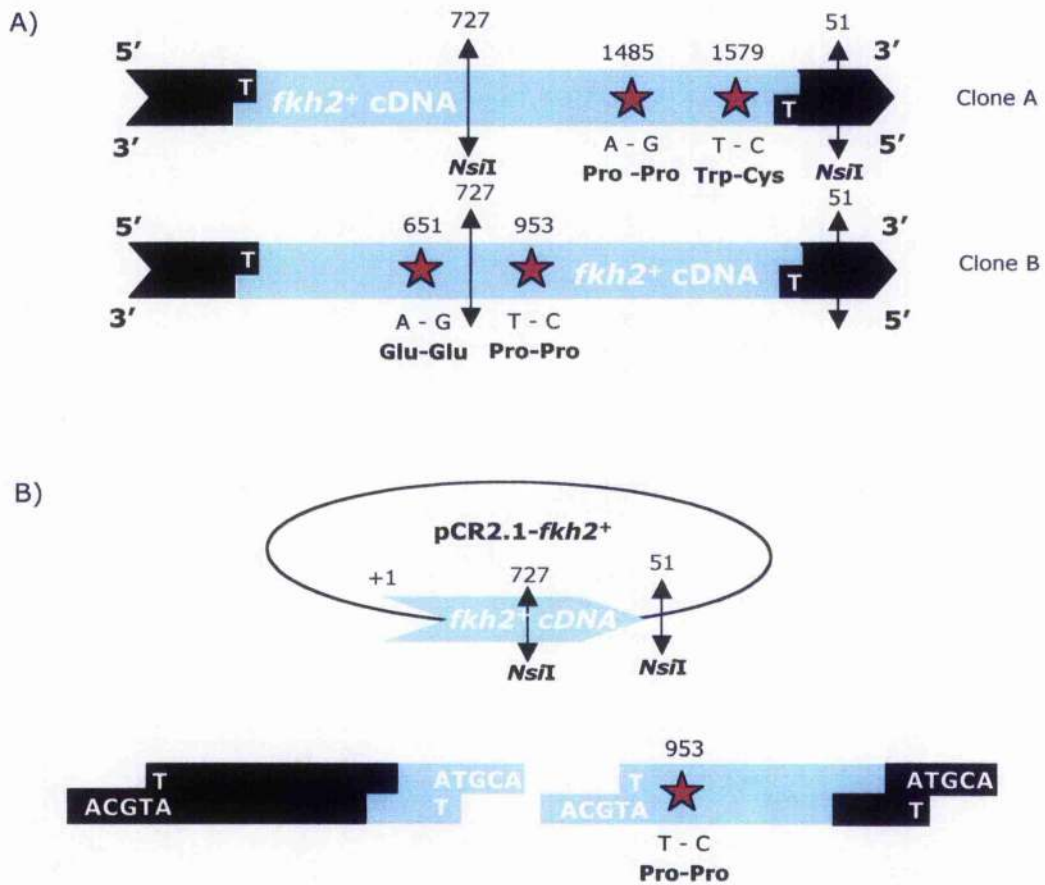 A)
727
51
5' 1485 1579 3'
T fkh2+ cDNA T Clone A
3' A - G T - C 5'
NsiI Pro -Pro Trp-Cys NsiI
727 51
5' 651 953 3'
T fkh2+ cDNA T Clone B
3' A - G T - C 5'
Glu-Glu Pro-Pro
B)
pCR2.1-fkh2+
+1 727 51
fkh2+ cDNA
NsiI NsiI
953
T ATGCA T ATGCA
ACGTA T ACGTA T
T - C
Pro-Pro